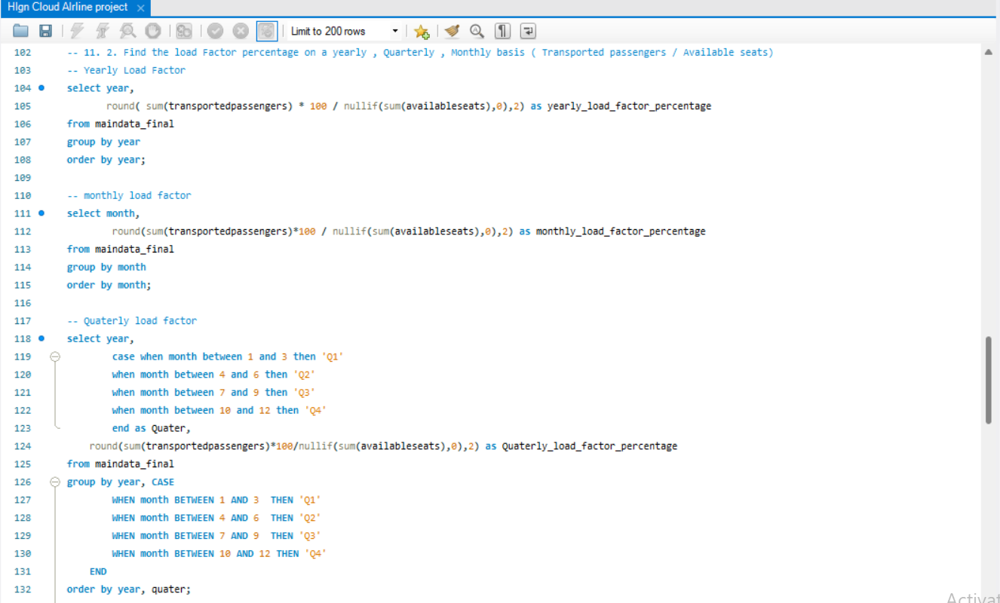 HIgn Cloud AIrline project
Limit to 200 rows
102 -- 11. 2. Find the load Factor percentage on a yearly , Quarterly , Monthly basis ( Transported passengers / Available seats)
103 -- Yearly Load Factor
104 select year,
105 round( sum(transportedpassengers) * 100 / nullif(sum(availableseats),0),2) as yearly_load_factor_percentage
106 from maindata_final
107 group by year
108 order by year;
109
110 -- monthly load factor
111 select month,
112 round(sum(transportedpassengers)*100 / nullif(sum(availableseats),0),2) as monthly_load_factor_percentage
113 from maindata_final
114 group by month
115 order by month;
116
117 -- Quaterly load factor
118 select year,
119 case when month between 1 and 3 then 'Q1'
120 when month between 4 and 6 then 'Q2'
121 when month between 7 and 9 then 'Q3'
122 when month between 10 and 12 then 'Q4'
123 end as Quater,
124 round(sum(transportedpassengers)*100/nullif(sum(availableseats),0),2) as Quaterly_load_factor_percentage
125 from maindata_final
126 group by year, CASE
127 WHEN month BETWEEN 1 AND 3  THEN 'Q1'
128 WHEN month BETWEEN 4 AND 6  THEN 'Q2'
129 WHEN month BETWEEN 7 AND 9  THEN 'Q3'
130 WHEN month BETWEEN 10 AND 12 THEN 'Q4'
131 END
132 order by year, quater;
Activat